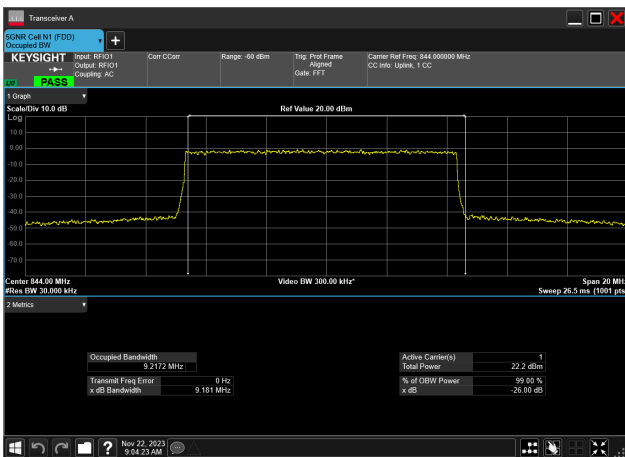 Transceiver A
5GNR Cell N1 (FDD)
Occupied BW
KEYSIGHT
Input: RFIO1
Output: RFIO1
Coupling: AC
Corr CCorr
Range: -60 dBm
Trig: Prot Frame
Aligned
Gate: FFT
Carrier Ref Freq: 844.000000 MHz
CC Info: Uplink, 1 CC
PASS
1 Graph
Scale/Div 10.0 dB
Ref Value 20.00 dBm
Log
10.0
0.00
-10.0
-20.0
-30.0
-40.0
-50.0
-60.0
-70.0
Center 844.00 MHz
Video BW 300.00 kHz*
Span 20 MHz
#Res BW 30.000 kHz
Sweep 26.5 ms (1001 pts
2 Metrics
Occupied Bandwidth
9.2172 MHz
Active Carrier(s) 1
Total Power 22.2 dBm
Transmit Freq Error 0 Hz
x dB Bandwidth 9.181 MHz
% of OBW Power 99.00 %
x dB -26.00 dB
?
Nov 22, 2023
9:04:23 AM